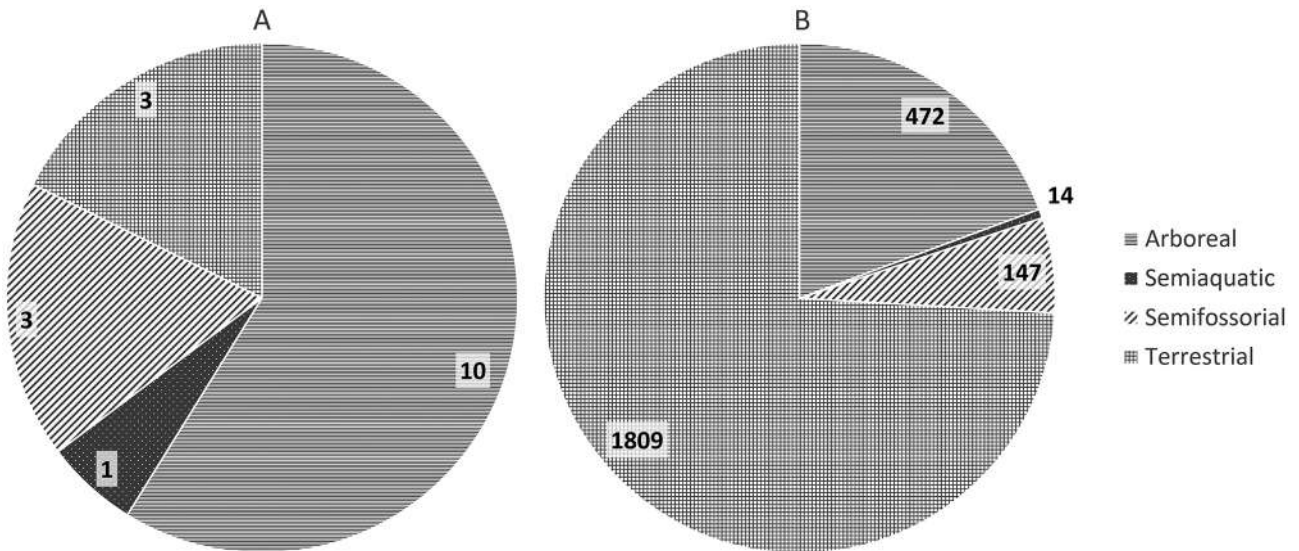 A
B
3
472
14
147
3
10
1809
1
Arboreal
Semiaquatic
Semifossorial
Terrestrial